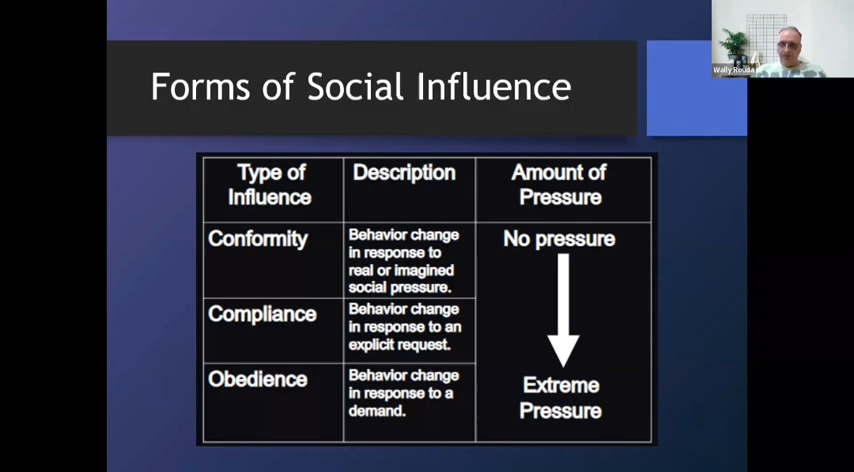 Wally Rouda
Forms of Social Influence
Type of
Influence
Description
Amount of
Pressure
Conformity
Behavior change
in response to
real or imagined
social pressure.
No pressure
Compliance
Behavior change
in response to an
explicit request.
Obedience
Behavior change
in response to a
demand.
Extreme
Pressure